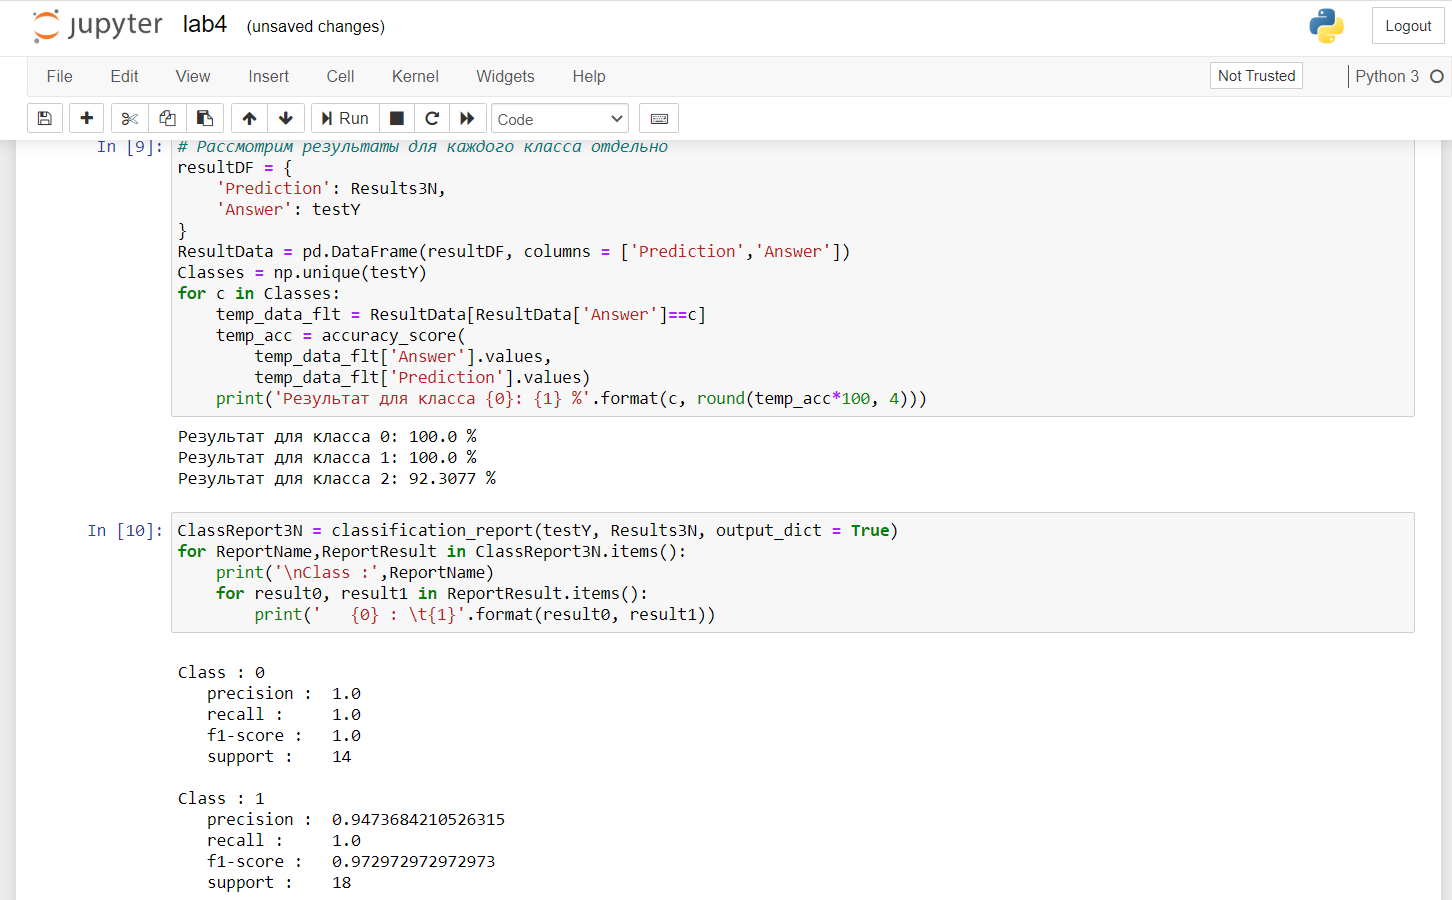 jupyter lab4 (unsaved changes) Logout
File Edit View Insert Cell Kernel Widgets Help Not Trusted Python 3
Run Code
In [9]: # Рассмотрим результаты для каждого класса отдельно
resultDF = {
    'Prediction': Results3N,
    'Answer': testY
}
ResultData = pd.DataFrame(resultDF, columns = ['Prediction','Answer'])
Classes = np.unique(testY)
for c in Classes:
    temp_data_flt = ResultData[ResultData['Answer']==c]
    temp_acc = accuracy_score(
        temp_data_flt['Answer'].values,
        temp_data_flt['Prediction'].values)
    print('Результат для класса {0}: {1} %'.format(c, round(temp_acc*100, 4)))
Результат для класса 0: 100.0 %
Результат для класса 1: 100.0 %
Результат для класса 2: 92.3077 %
In [10]: ClassReport3N = classification_report(testY, Results3N, output_dict = True)
for ReportName,ReportResult in ClassReport3N.items():
    print('\nClass :',ReportName)
    for result0, result1 in ReportResult.items():
        print('   {0} : \t{1}'.format(result0, result1))
Class : 0
   precision :  1.0
   recall :     1.0
   f1-score :   1.0
   support :    14
Class : 1
   precision :  0.9473684210526315
   recall :     1.0
   f1-score :   0.972972972972973
   support :    18